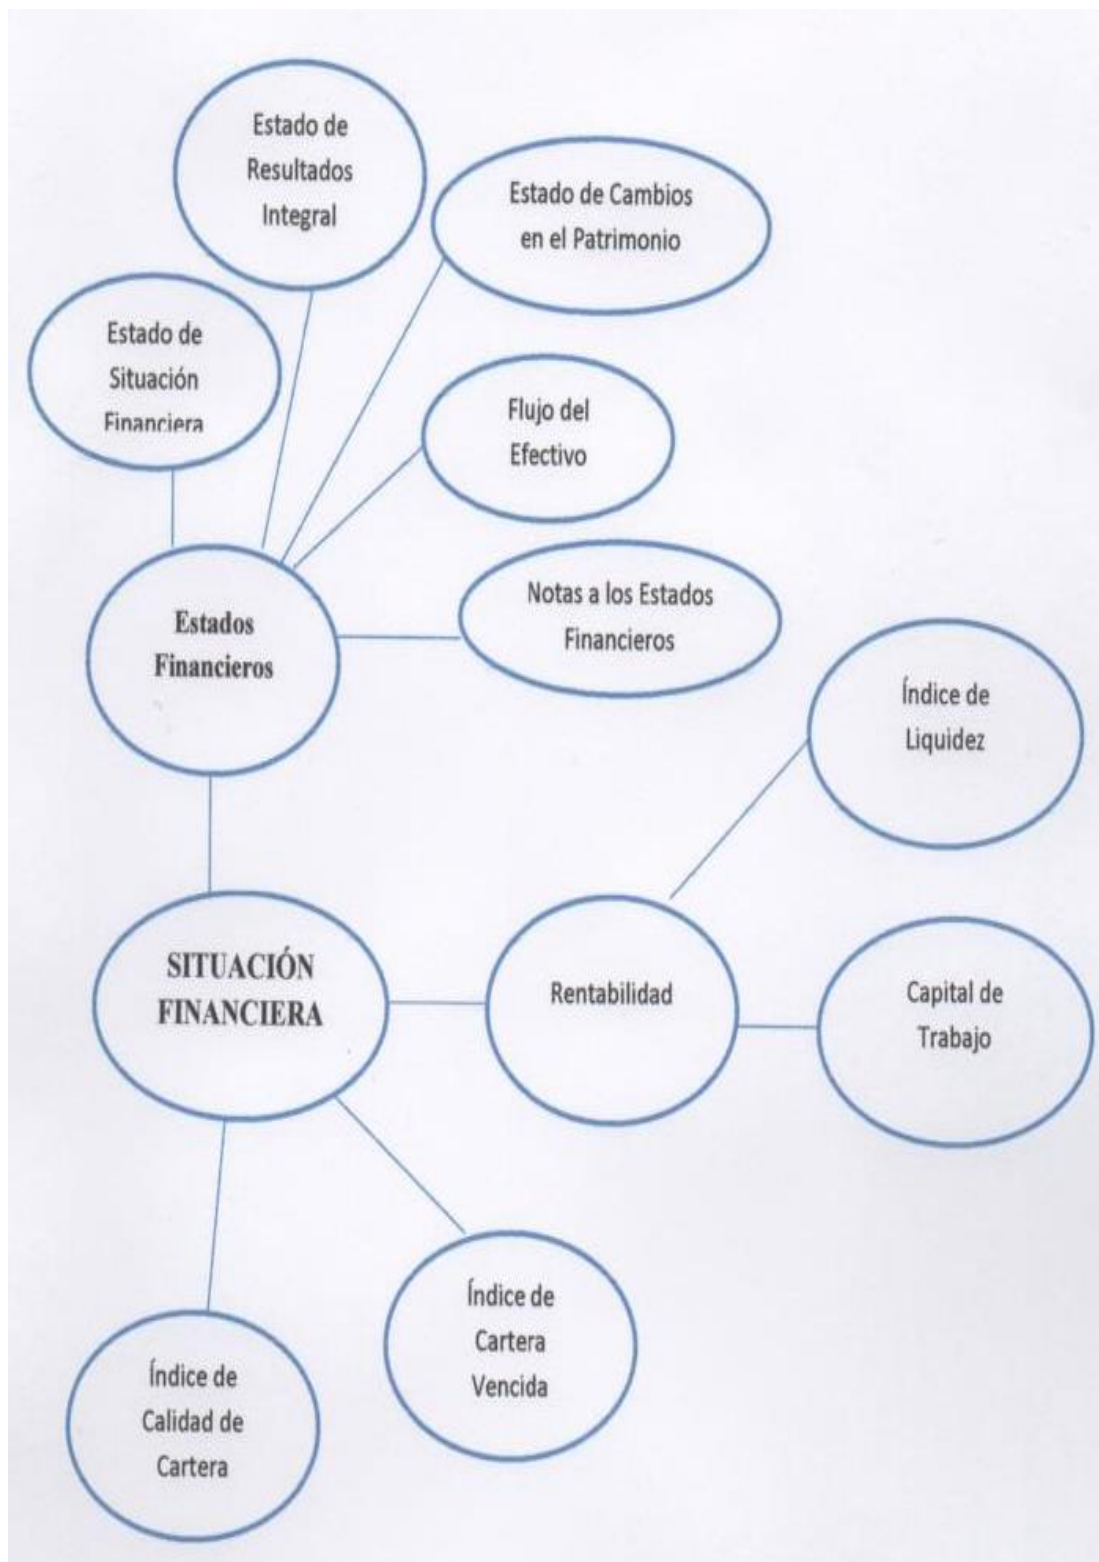 Estado de
Resultados
Integral
Estado de Cambios
en el Patrimonio
Estado de
Situación
Financiera
Flujo del
Efectivo
Notas a los Estados
Financieros
Estados
Financieros
Índice de
Liquidez
SITUACIÓN
FINANCIERA
Rentabilidad
Capital de
Trabajo
Índice de
Cartera
Vencida
Índice de
Calidad de
Cartera